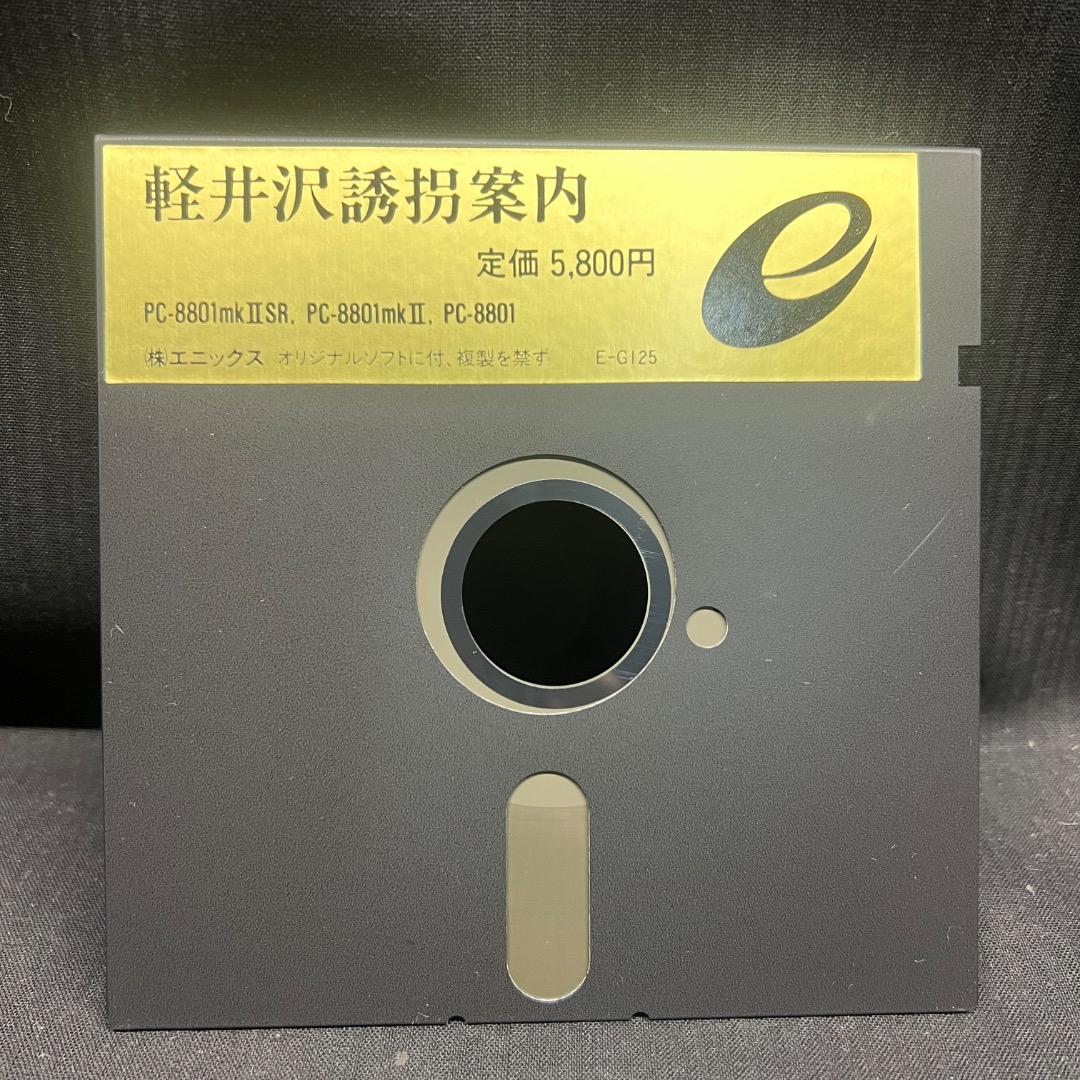 軽井沢誘拐案内
定価 5,800円
PC-8801mkⅡSR, PC-8801mkⅡ, PC-8801
(株)エニックス オリジナルソフトに付、複製を禁ず E-G125